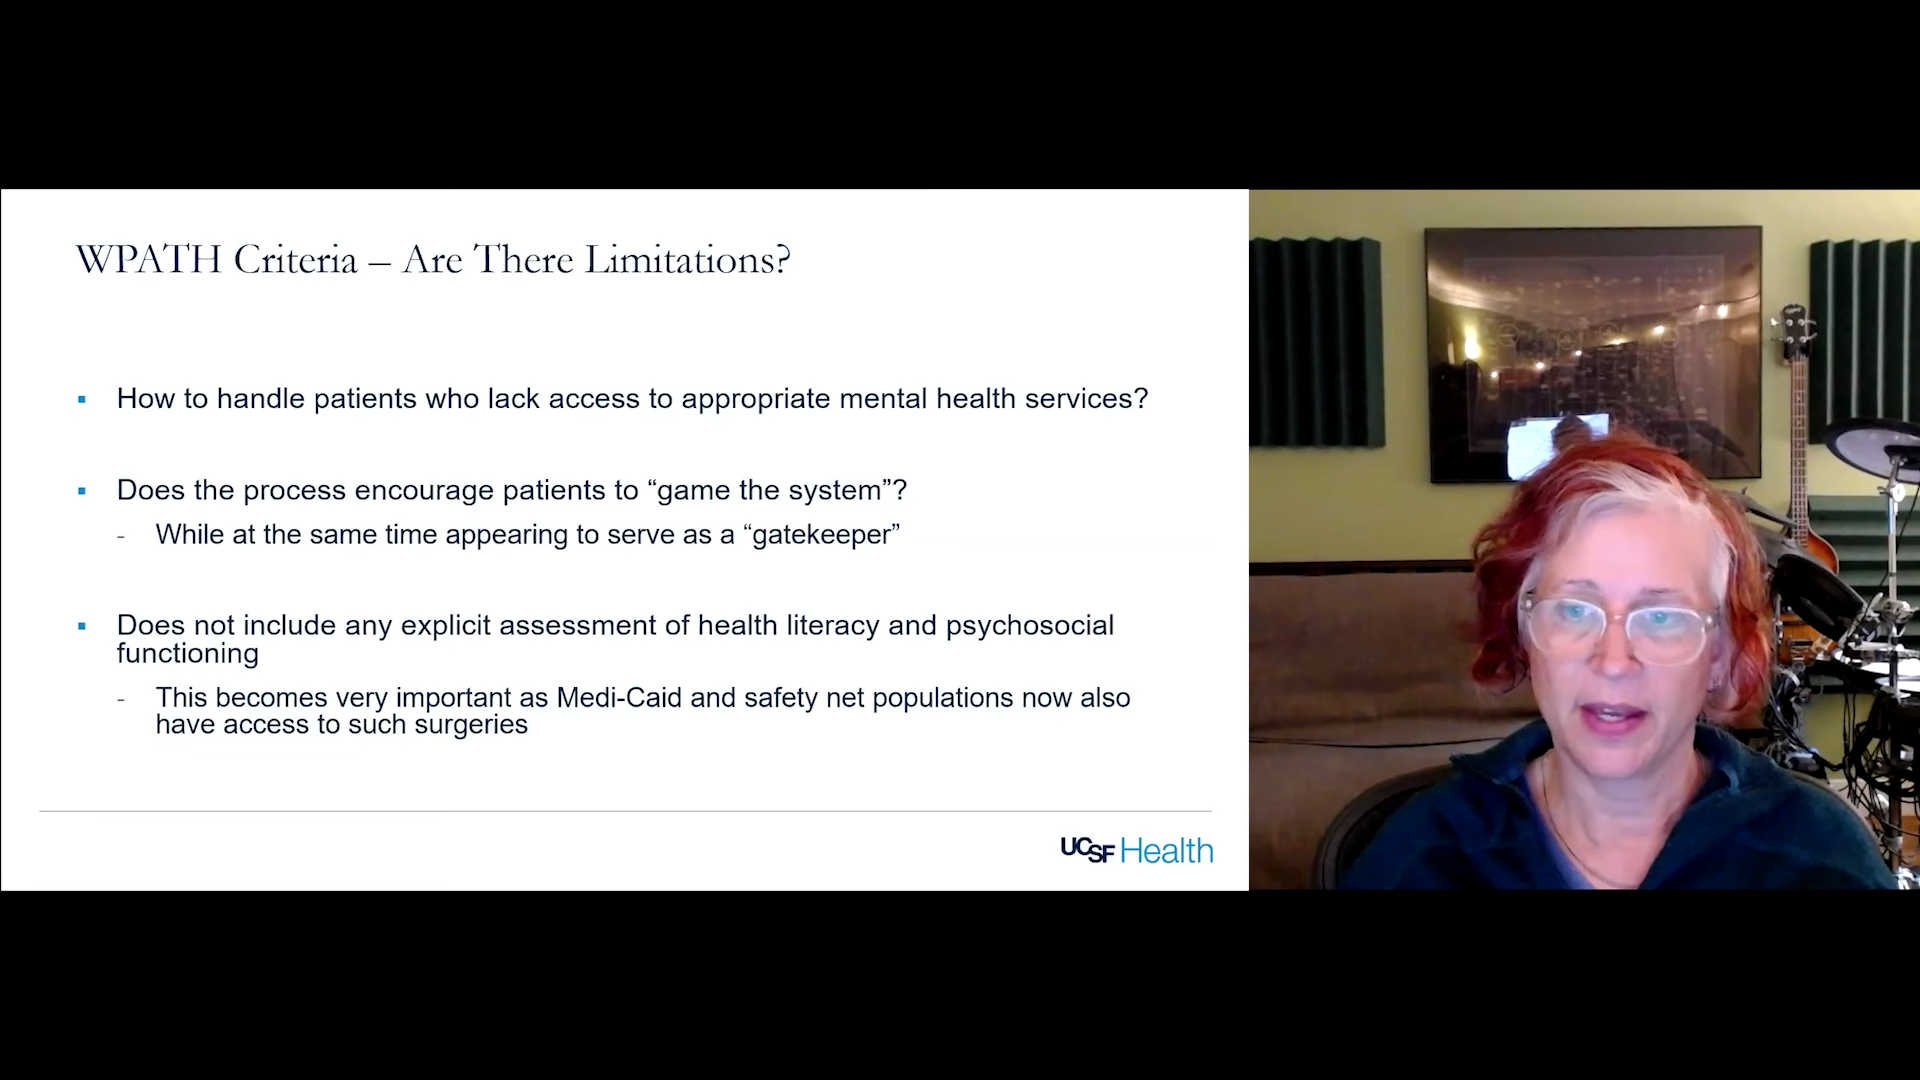 WPATH Criteria – Are There Limitations?
▪ How to handle patients who lack access to appropriate mental health services?
▪ Does the process encourage patients to “game the system”?
- While at the same time appearing to serve as a “gatekeeper”
▪ Does not include any explicit assessment of health literacy and psychosocial
functioning
- This becomes very important as Medi-Caid and safety net populations now also
have access to such surgeries
UCSF Health